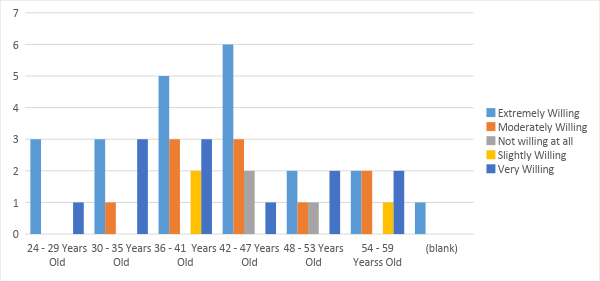 7
6
5
4
3
2
1
0
24 - 29 Years Old
30 - 35 Years Old
36 - 41  Years Old
42 - 47 Years Old
48 - 53 Years Old
54 - 59 Yearss Old
(blank)
Extremely Willing
Moderately Willing
Not willing at all
Slightly Willing
Very Willing